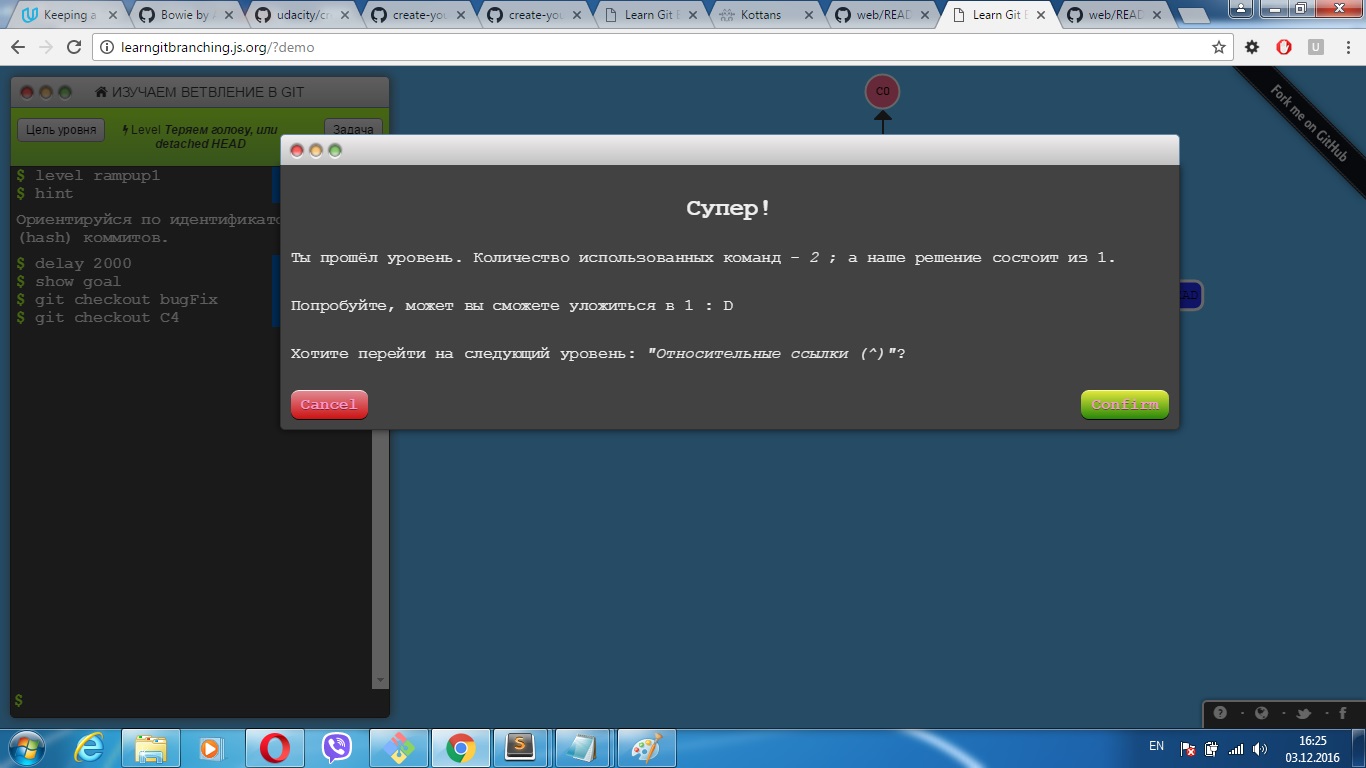 Keeping a
Bowie by
udacity/cr
create-you
create-you
Learn Git B
Kottans
web/READ
Learn Git B
web/READ
learngitbranching.js.org/?demo
ИЗУЧАЕМ ВЕТВЛЕНИЕ В GIT
Цель уровня
Level Теряем голову, или
detached HEAD
Задача
$ level rampup1
$ hint
Ориентируйся по идентификато
(hash) коммитов.
$ delay 2000
$ show goal
$ git checkout bugFix
$ git checkout C4
$
C0
Fork me on GitHub
Супер!
Ты прошёл уровень. Количество использованных команд - 2 ; а наше решение состоит из 1.
Попробуйте, может вы сможете уложиться в 1 : D
Хотите перейти на следующий уровень: "Относительные ссылки (^)"?
Cancel
Confirm
EN
16:25
03.12.2016